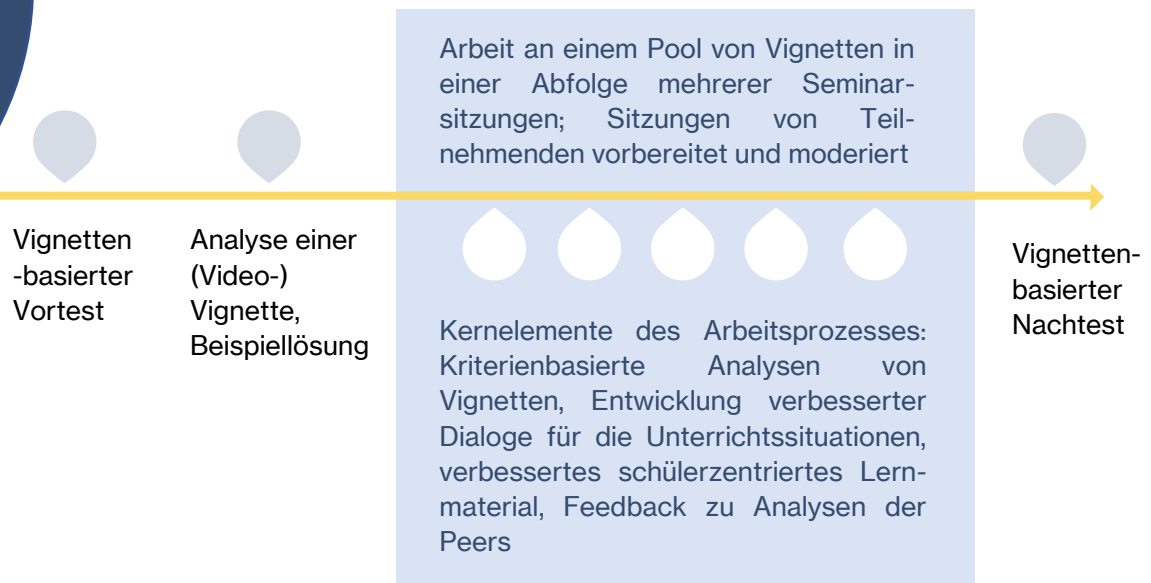 Arbeit an einem Pool von Vignetten in
einer Abfolge mehrerer Seminar-
sitzungen; Sitzungen von Teil-
nehmenden vorbereitet und moderiert
Vignetten
-basierter
Vortest
Analyse einer
(Video-)
Vignette,
Beispiellösung
Kernelemente des Arbeitsprozesses:
Kriterienbasierte Analysen von
Vignetten, Entwicklung verbesserter
Dialoge für die Unterrichtssituationen,
verbessertes schülerzentriertes Lern-
material, Feedback zu Analysen der
Peers
Vignetten-
basierter
Nachtest